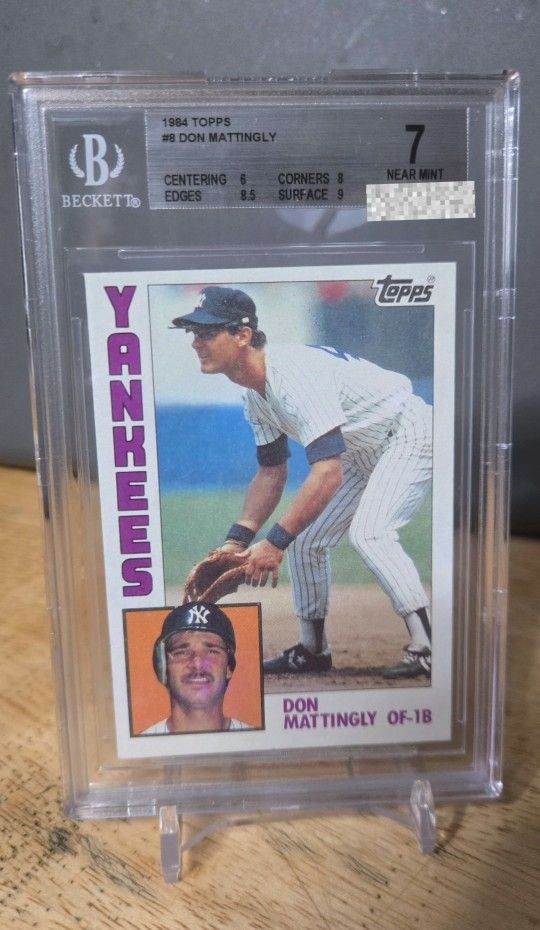 1984 TOPPS
#8 DON MATTINGLY
7
NEAR MINT
CENTERING 6 CORNERS 8
EDGES 8.5 SURFACE 9
B
BECKETT®
Topps®
YANKEES
NY
DON
MATTINGLY OF-1B